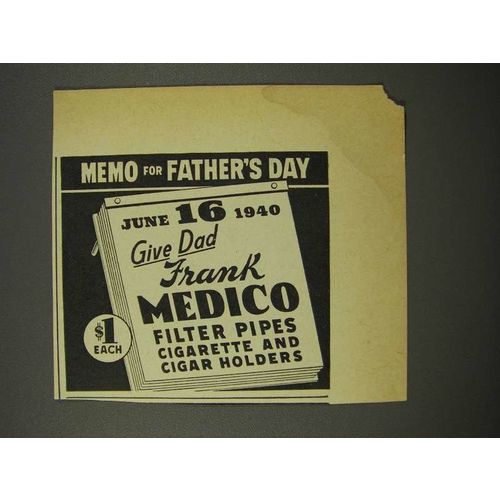 MEMO FOR FATHER'S DAY
JUNE 16 1940
Give Dad
Frank
MEDICO
FILTER PIPES
CIGARETTE AND
CIGAR HOLDERS
$1
EACH